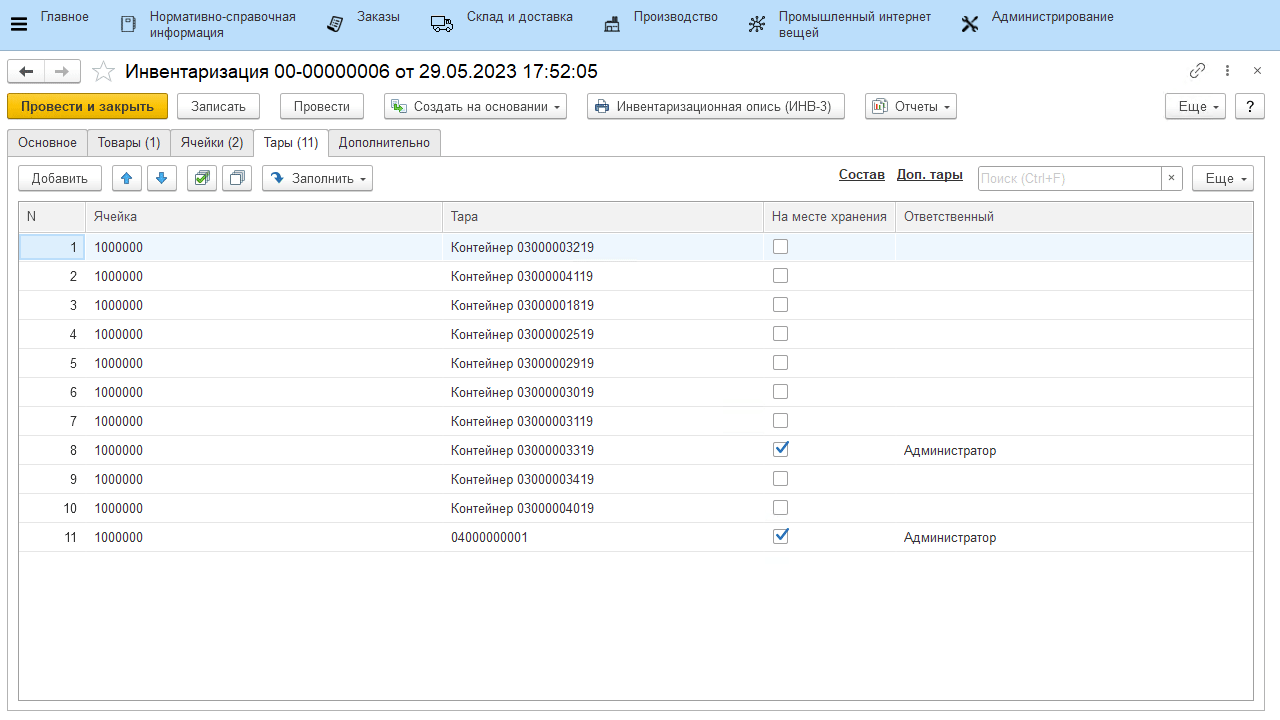 Главное
Нормативно-справочная
информация
Заказы
Склад и доставка
Производство
Промышленный интернет
вещей
Администрирование
Инвентаризация 00-00000006 от 29.05.2023 17:52:05
Провести и закрыть
Записать
Провести
Создать на основании
Инвентаризационная опись (ИНВ-3)
Отчеты
Еще
?
Основное
Товары (1)
Ячейки (2)
Тары (11)
Дополнительно
Добавить
Заполнить
Состав
Доп. тары
Поиск (Ctrl+F)
×
Еще
N Ячейка Тара На месте хранения Ответственный
1 1000000 Контейнер 03000003219
2 1000000 Контейнер 03000004119
3 1000000 Контейнер 03000001819
4 1000000 Контейнер 03000002519
5 1000000 Контейнер 03000002919
6 1000000 Контейнер 03000003019
7 1000000 Контейнер 03000003119
8 1000000 Контейнер 03000003319 Администратор
9 1000000 Контейнер 03000003419
10 1000000 Контейнер 03000004019
11 1000000 04000000001 Администратор